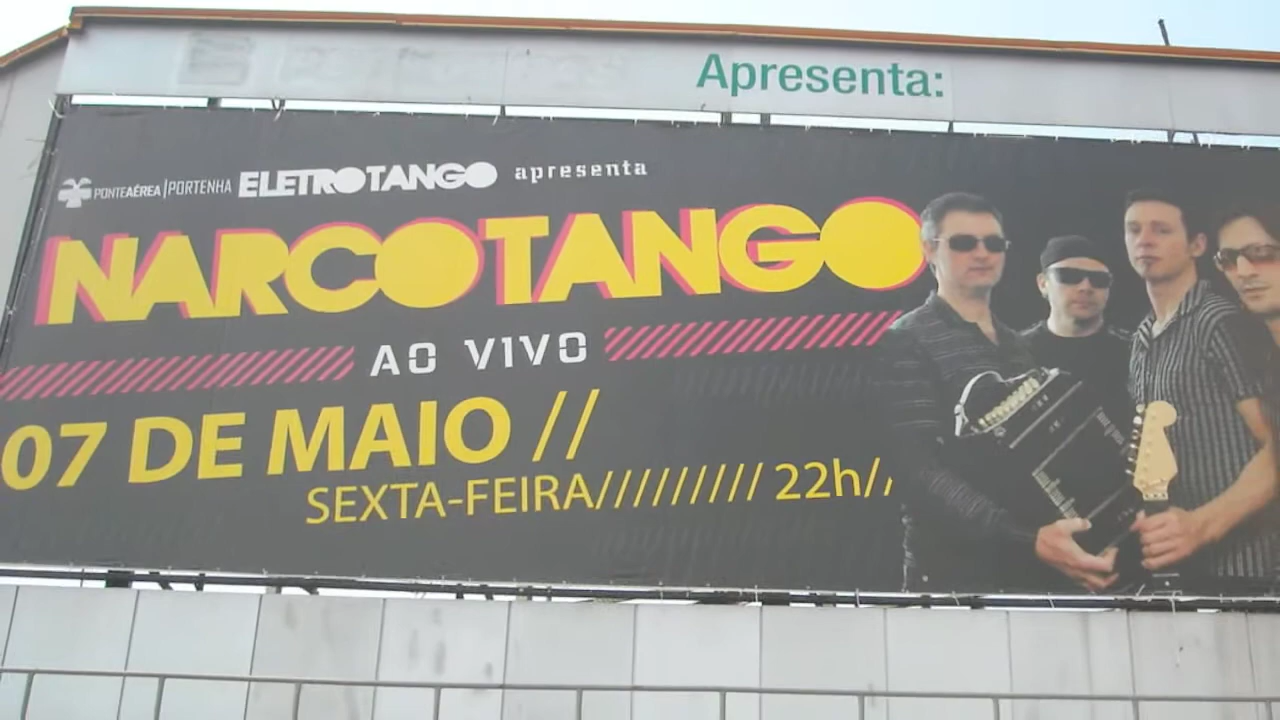 Apresenta:
PONTEAÉREA|PORTENHA ELETROTANGO apresenta
NARCOTANGO
AO VIVO
07 DE MAIO //
SEXTA-FEIRA///////// 22h//